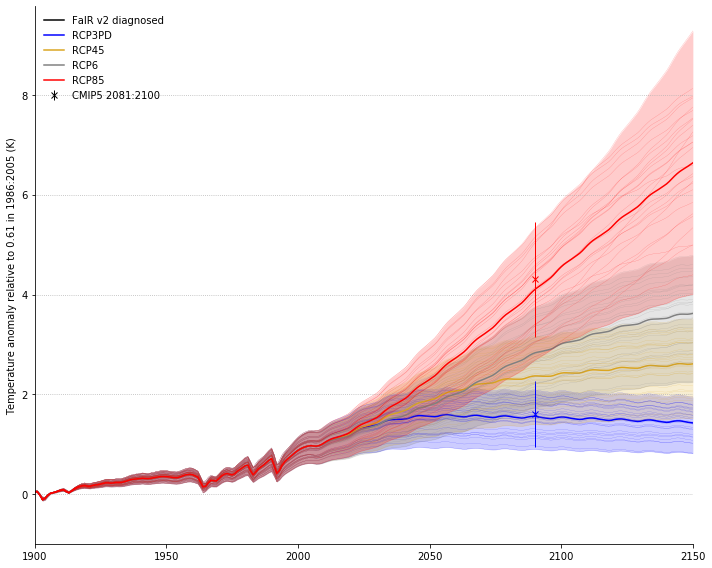 FaIR v2 diagnosed
RCP3PD
RCP45
RCP6
RCP85
CMIP5 2081:2100
Temperature anomaly relative to 0.61 in 1986:2005 (K)
8
6
4
2
0
1900
1950
2000
2050
2100
2150